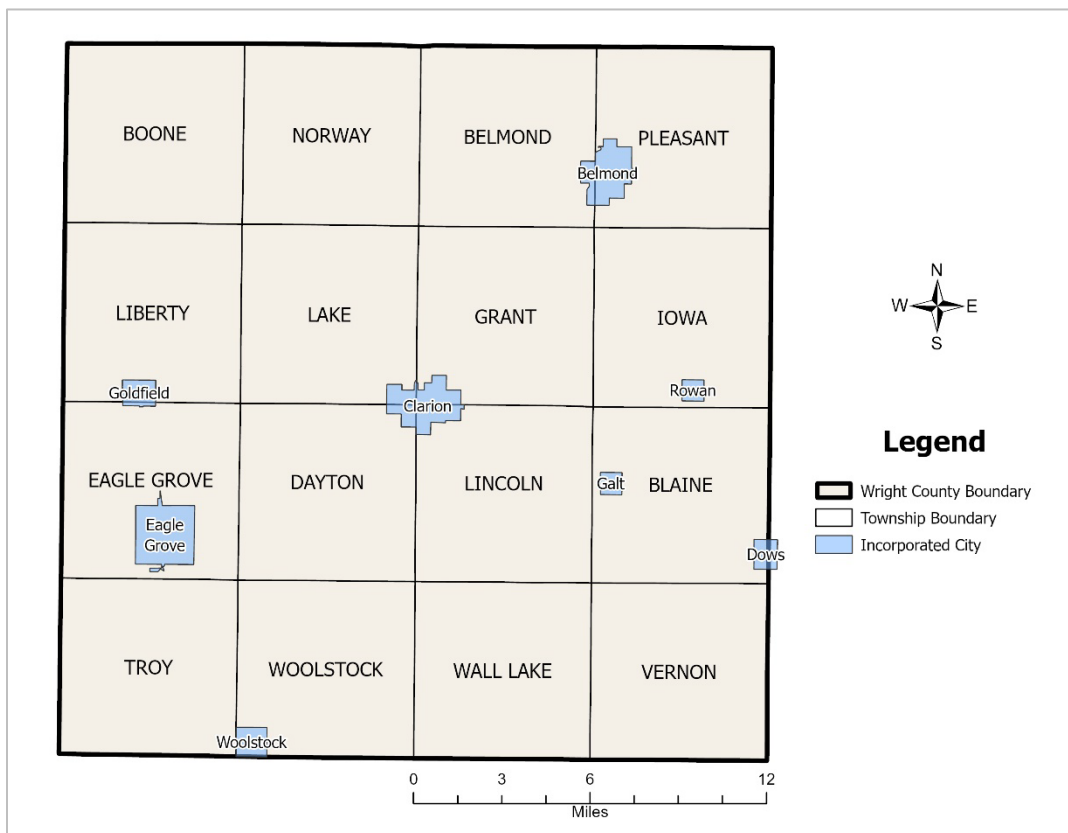 BOONE
NORWAY
BELMOND
PLEASANT
Belmond
LIBERTY
LAKE
GRANT
IOWA
Goldfield
Clarion
Rowan
EAGLE GROVE
DAYTON
LINCOLN
Galt
BLAINE
Eagle
Grove
Dows
TROY
WOOLSTOCK
WALL LAKE
VERNON
Woolstock
N
W
E
S
Legend
Wright County Boundary
Township Boundary
Incorporated City
0 3 6 12
Miles